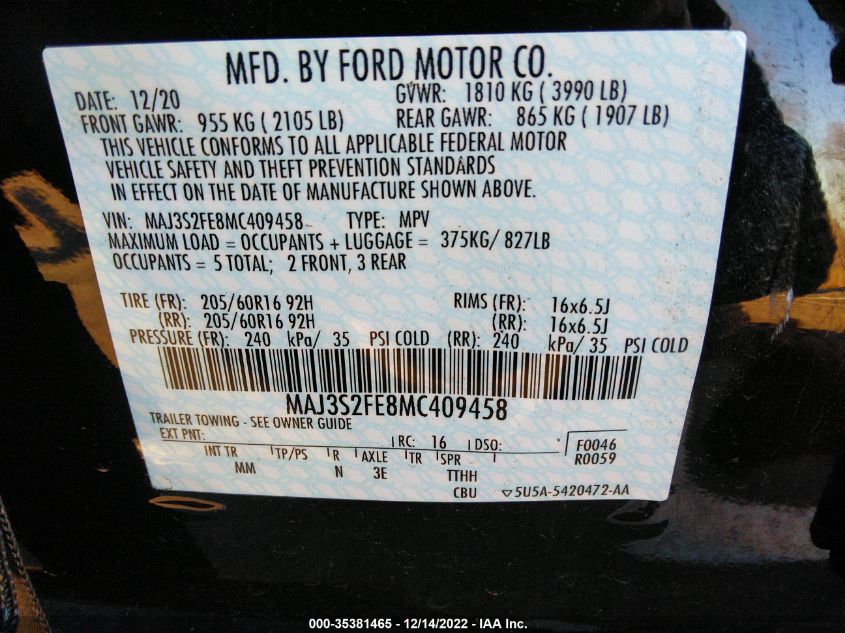 MFD. BY FORD MOTOR CO.
DATE: 12/20 GVWR: 1810 KG ( 3990 LB)
FRONT GAWR: 955 KG ( 2105 LB) REAR GAWR: 865 KG ( 1907 LB)
THIS VEHICLE CONFORMS TO ALL APPLICABLE FEDERAL MOTOR
VEHICLE SAFETY AND THEFT PREVENTION STANDARDS
IN EFFECT ON THE DATE OF MANUFACTURE SHOWN ABOVE.
VIN: MAJ3S2FE8MC409458 TYPE: MPV
MAXIMUM LOAD = OCCUPANTS + LUGGAGE = 375KG/ 827LB
OCCUPANTS = 5 TOTAL; 2 FRONT, 3 REAR
TIRE (FR): 205/60R16 92H RIMS (FR): 16x6.5J
(RR): 205/60R16 92H (RR): 16x6.5J
PRESSURE (FR): 240 kPa/ 35 PSI COLD (RR): 240 kPa/ 35 PSI COLD
MAJ3S2FE8MC409458
TRAILER TOWING - SEE OWNER GUIDE
EXT PNT: RC: 16 DSO: F0046
R0059
INT TR TP/PS R AXLE TR SPR
MM N 3E TTHH
CBU ▽5U5A-5420472-AA
000-35381465 - 12/14/2022 - IAA Inc.